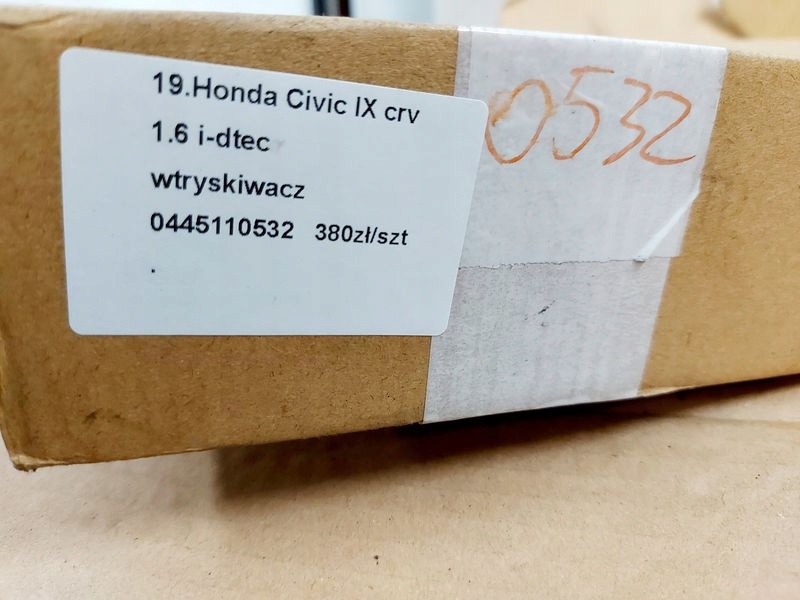 19.Honda Civic IX crv
1.6 i-dtec
wtryskiwacz
0445110532 380zł/szt
.
0532